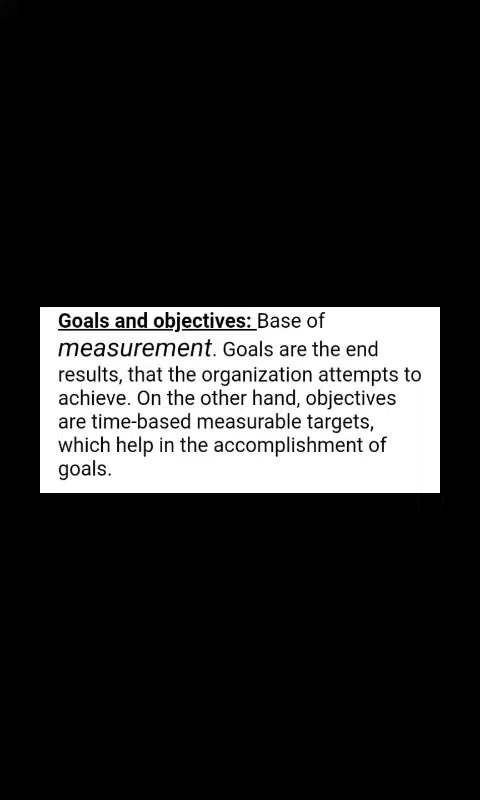 Goals and objectives: Base of
measurement. Goals are the end
results, that the organization attempts to
achieve. On the other hand, objectives
are time-based measurable targets,
which help in the accomplishment of
goals.